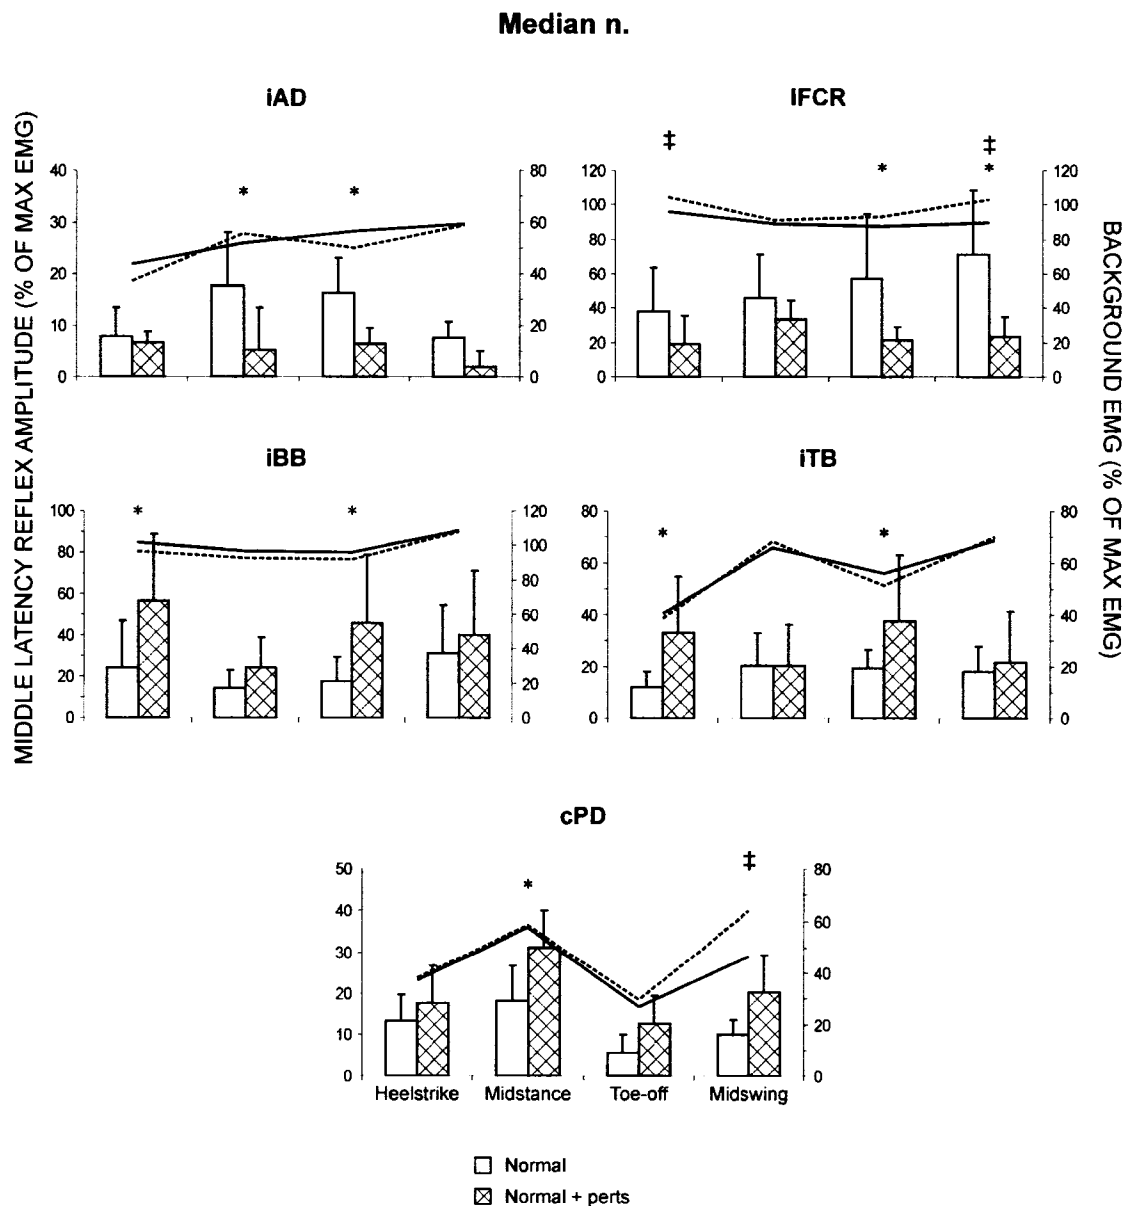 Median n.
iAD
iFCR
MIDDLE LATENCY REFLEX AMPLITUDE (% OF MAX EMG)
BACKGROUND EMG (% OF MAX EMG)
‡ ‡
* * * *
40 80 120 120
30 60 100 100
80 80
20 40 60 60
10 20 40 40
20 20
0 0 0 0
iBB
iTB
* * * *
100 120 80 80
80 100 60 60
60 80
40 60 40 40
20 40 20 20
20
0 0 0 0
cPD
‡
*
50 80
40 60
30 40
20
10 20
0 0
Heelstrike Midstance Toe-off Midswing
Normal
Normal + perts